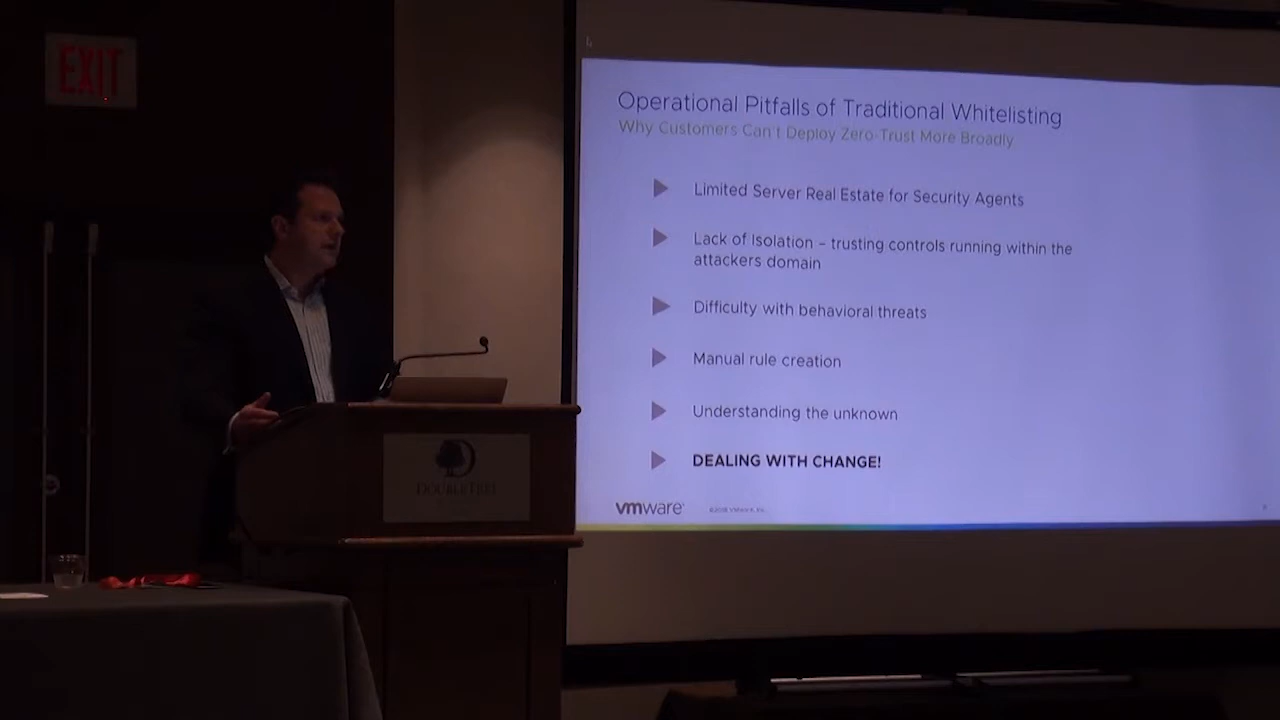 EXIT
Operational Pitfalls of Traditional Whitelisting
Why Customers Can't Deploy Zero-Trust More Broadly
Limited Server Real Estate for Security Agents
Lack of Isolation – trusting controls running within the
attackers domain
Difficulty with behavioral threats
Manual rule creation
Understanding the unknown
DEALING WITH CHANGE!
vmware
DOUBLETREE